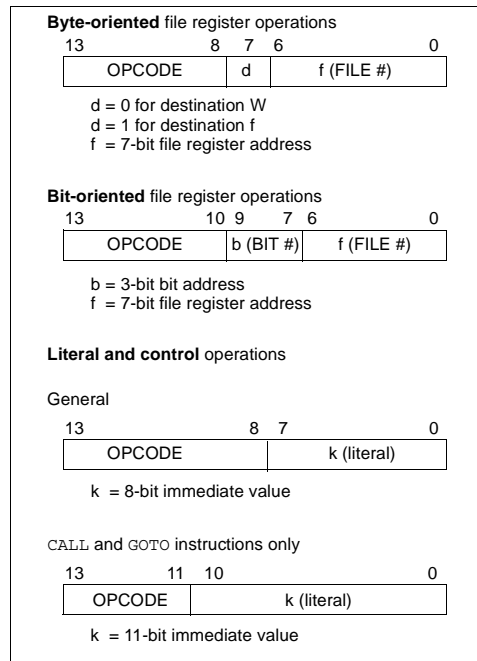 Byte-oriented file register operations
13 8 7 6 0
OPCODE d f (FILE #)
d = 0 for destination W
d = 1 for destination f
f = 7-bit file register address
Bit-oriented file register operations
13 10 9 7 6 0
OPCODE b (BIT #) f (FILE #)
b = 3-bit bit address
f = 7-bit file register address
Literal and control operations
General
13 8 7 0
OPCODE k (literal)
k = 8-bit immediate value
CALL and GOTO instructions only
13 11 10 0
OPCODE k (literal)
k = 11-bit immediate value